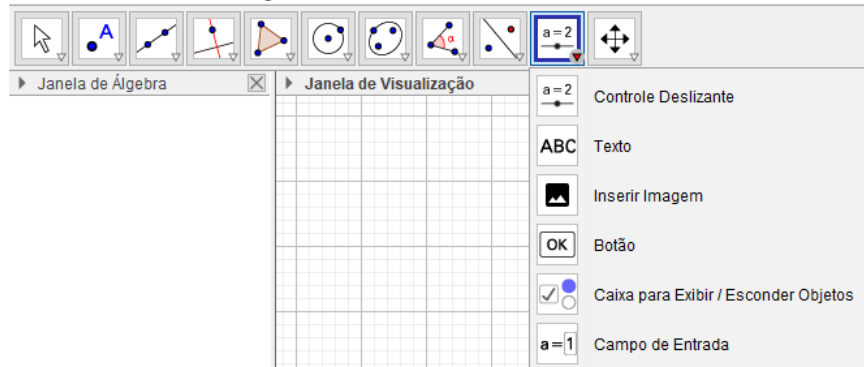 A
α
a = 2
Janela de Álgebra
Janela de Visualização
a = 2
Controle Deslizante
ABC
Texto
Inserir Imagem
OK
Botão
Caixa para Exibir / Esconder Objetos
a = 1
Campo de Entrada